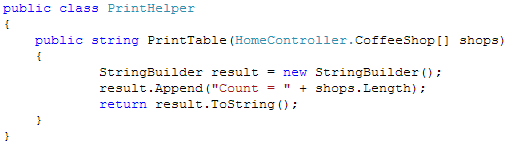 public class PrintHelper
{
    public string PrintTable(HomeController.CoffeeShop[] shops)
    {
            StringBuilder result = new StringBuilder();
            result.Append("Count = " + shops.Length);
            return result.ToString();
    }
}